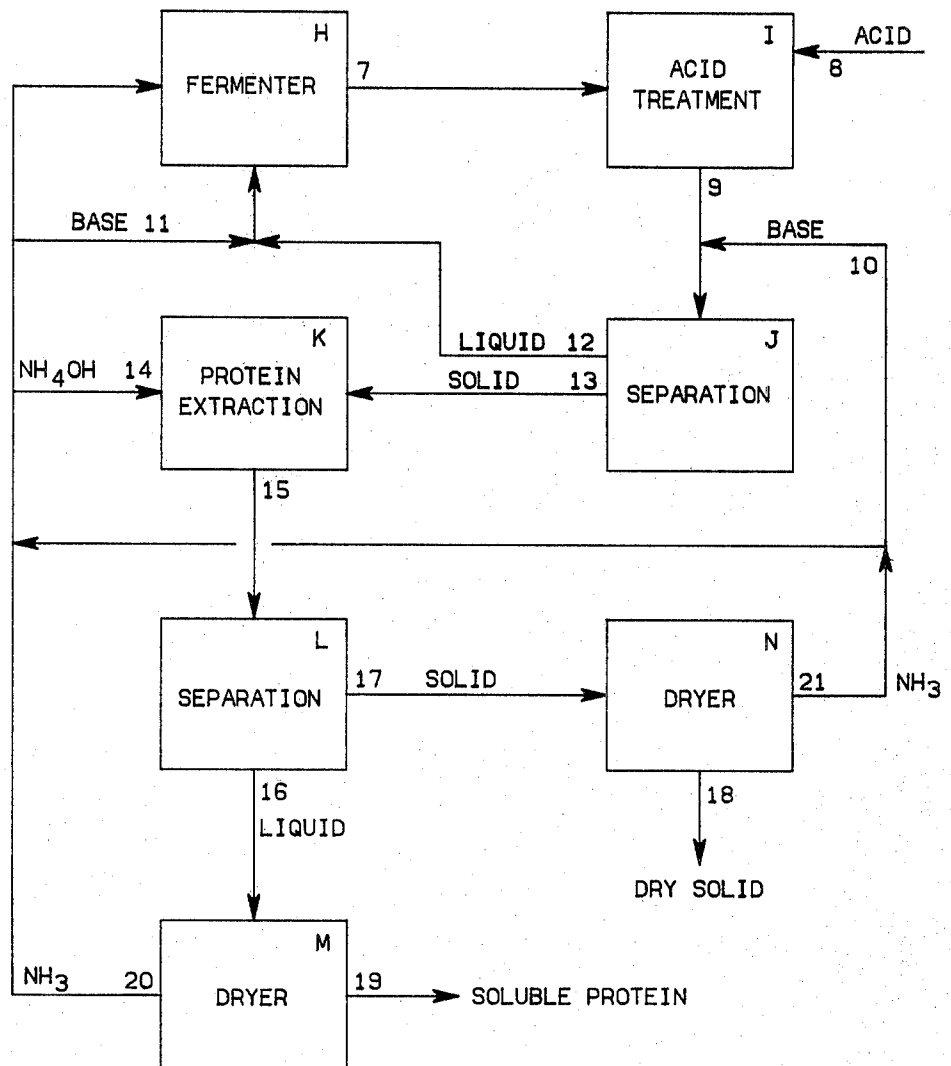 H
I
ACID
7
8
FERMENTER
ACID
TREATMENT
9
BASE 11
BASE
10
K
LIQUID 12
J
NH₄OH 14
PROTEIN
EXTRACTION
SOLID 13
SEPARATION
15
L
N
17 SOLID
21 NH₃
SEPARATION
DRYER
16
LIQUID
18
DRY SOLID
M
NH₃ 20
19
DRYER
SOLUBLE PROTEIN